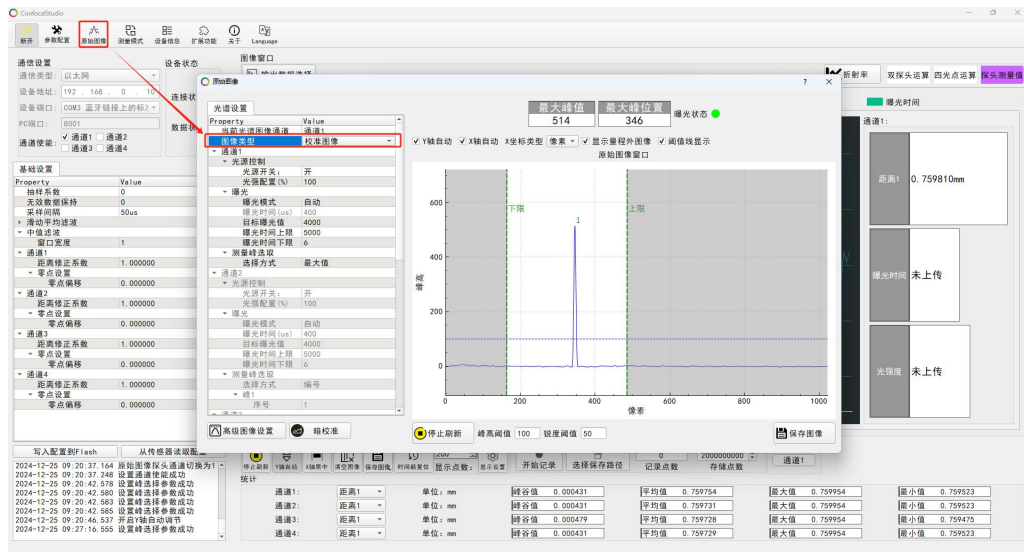 ConfocalStudio
断开 参数配置 原始图像 测量模式 设备信息 扩展功能 关于 Language
通信设置
设备状态
图像窗口
通信类型: 以太网
设备地址: 192 . 168 . 0 . 10
连接状
设备端口: COM3 蓝牙链接上的标2
PC端口: 8001
数据状
通道使能: 通道1 通道2
通道3 通道4
折射率 双探头运算 四光点运算 探头测量值
基础设置
Property Value
抽样系数 0
无效数据保持 0
采样间隔 50us
滑动平均滤波
中值滤波
窗口宽度 1
通道1
距离修正系数 1.000000
零点设置
零点偏移 0.000000
通道2
距离修正系数 1.000000
零点设置
零点偏移 0.000000
通道3
距离修正系数 1.000000
零点设置
零点偏移 0.000000
通道4
距离修正系数 1.000000
零点设置
零点偏移 0.000000
写入配置到Flash 从传感器读取配
2024-12-25 09:20:37.164 原始图像探头通道切换为1
2024-12-25 09:20:37.248 设置通道使能成功
2024-12-25 09:20:42.578 设置峰选择参数成功
2024-12-25 09:20:42.580 设置峰选择参数成功
2024-12-25 09:20:42.584 设置峰选择参数成功
2024-12-25 09:20:42.585 设置峰选择参数成功
2024-12-25 09:20:46.537 开启Y轴自动调节
2024-12-25 09:27:16.555 设置峰选择参数成功
原始图像 ? ×
光谱设置
Property Value
当前光谱图像通道 通道1
图像类型 校准图像
通道1
光源控制
光源开关: 开
光强配置(%) 100
曝光
曝光模式 自动
曝光时间(us) 400
目标曝光值 4000
曝光时间上限 5000
曝光时间下限 6
测量峰选取
选择方式 最大值
通道2
光源控制
光源开关: 开
光强配置(%) 100
曝光
曝光模式 自动
曝光时间(us) 400
目标曝光值 4000
曝光时间上限 5000
曝光时间下限 6
测量峰选取
选择方式 编号
峰1
序号 1
高级图像设置 暗校准
最大峰值 最大峰位置 曝光状态
514 346
Y轴自动 X轴自动 X坐标类型 像素 显示量程外图像 阈值线显示
原始图像窗口
峰高
600
400
200
0
下限
1
上限
0 200 400 600 800 1000
像素
停止刷新 峰高阈值 100 锐度阈值 50 保存图像
曝光时间
通道1:
距离1 0.759810mm
曝光时间 未上传
光强度 未上传
停止刷新 Y轴自动 X轴居中 清空图像 保存图像 时间戳复位 显示点数: 显示设置 开始记录 选择保存路径 0 记录点数 2000000000 存储点数 通道1
统计
通道1: 距离1 单位: mm 峰谷值 0.000431 平均值 0.759754 最大值 0.759954 最小值 0.759523
通道2: 距离1 单位: mm 峰谷值 0.000431 平均值 0.759731 最大值 0.759954 最小值 0.759523
通道3: 距离1 单位: mm 峰谷值 0.000479 平均值 0.759728 最大值 0.759954 最小值 0.759475
通道4: 距离1 单位: mm 峰谷值 0.000431 平均值 0.759729 最大值 0.759954 最小值 0.759523